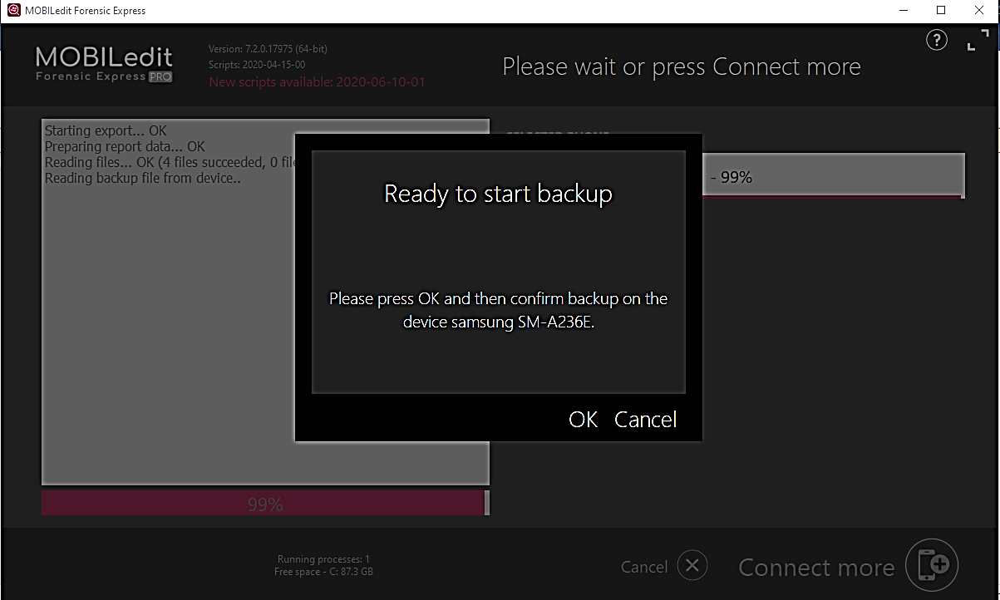 MOBILedit Forensic Express
MOBILedit
Forensic Express PRO
Version: 7.2.0.17975 (64-bit)
Scripts: 2020-04-15-00
New scripts available: 2020-06-10-01
Please wait or press Connect more
?
Starting export... OK
Preparing report data... OK
Reading files... OK (4 files succeeded, 0 file
Reading backup file from device..
SELECTED PHONE
- 99%
Ready to start backup
Please press OK and then confirm backup on the
device samsung SM-A236E.
OK Cancel
99%
Running processes: 1
Free space - C: 87.3 GB
Cancel
Connect more